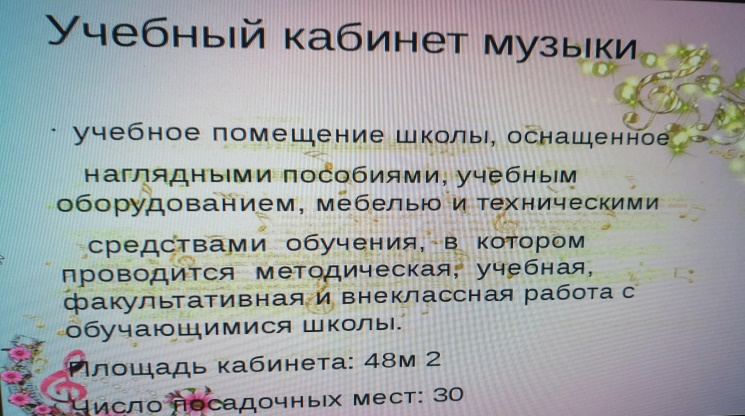 Учебный кабинет музыки
· учебное помещение школы, оснащенное
наглядными пособиями, учебным
оборудованием, мебелью и техническими
средствами обучения, в котором
проводится методическая, учебная,
факультативная и внеклассная работа с
обучающимися школы.
Площадь кабинета: 48м 2
Число посадочных мест: 30